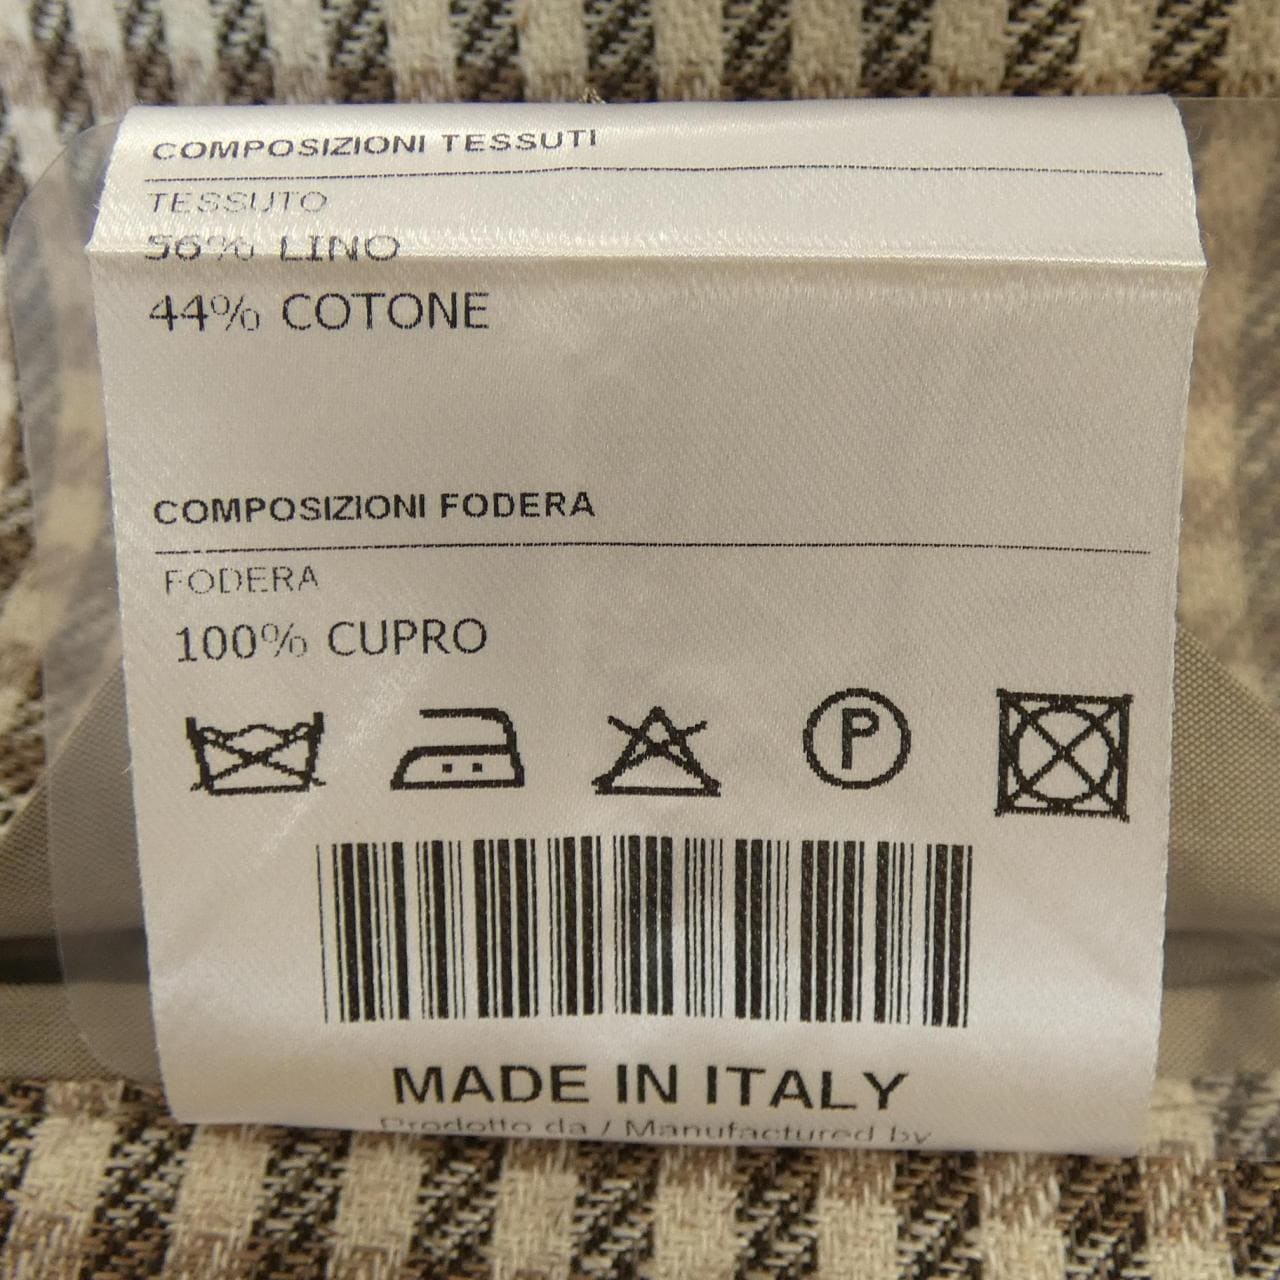 COMPOSIZIONI TESSUTI
TESSUTO
56% LINO
44% COTONE
COMPOSIZIONI FODERA
FODERA
100% CUPRO
P
MADE IN ITALY
Prodotto da / Manufactured by